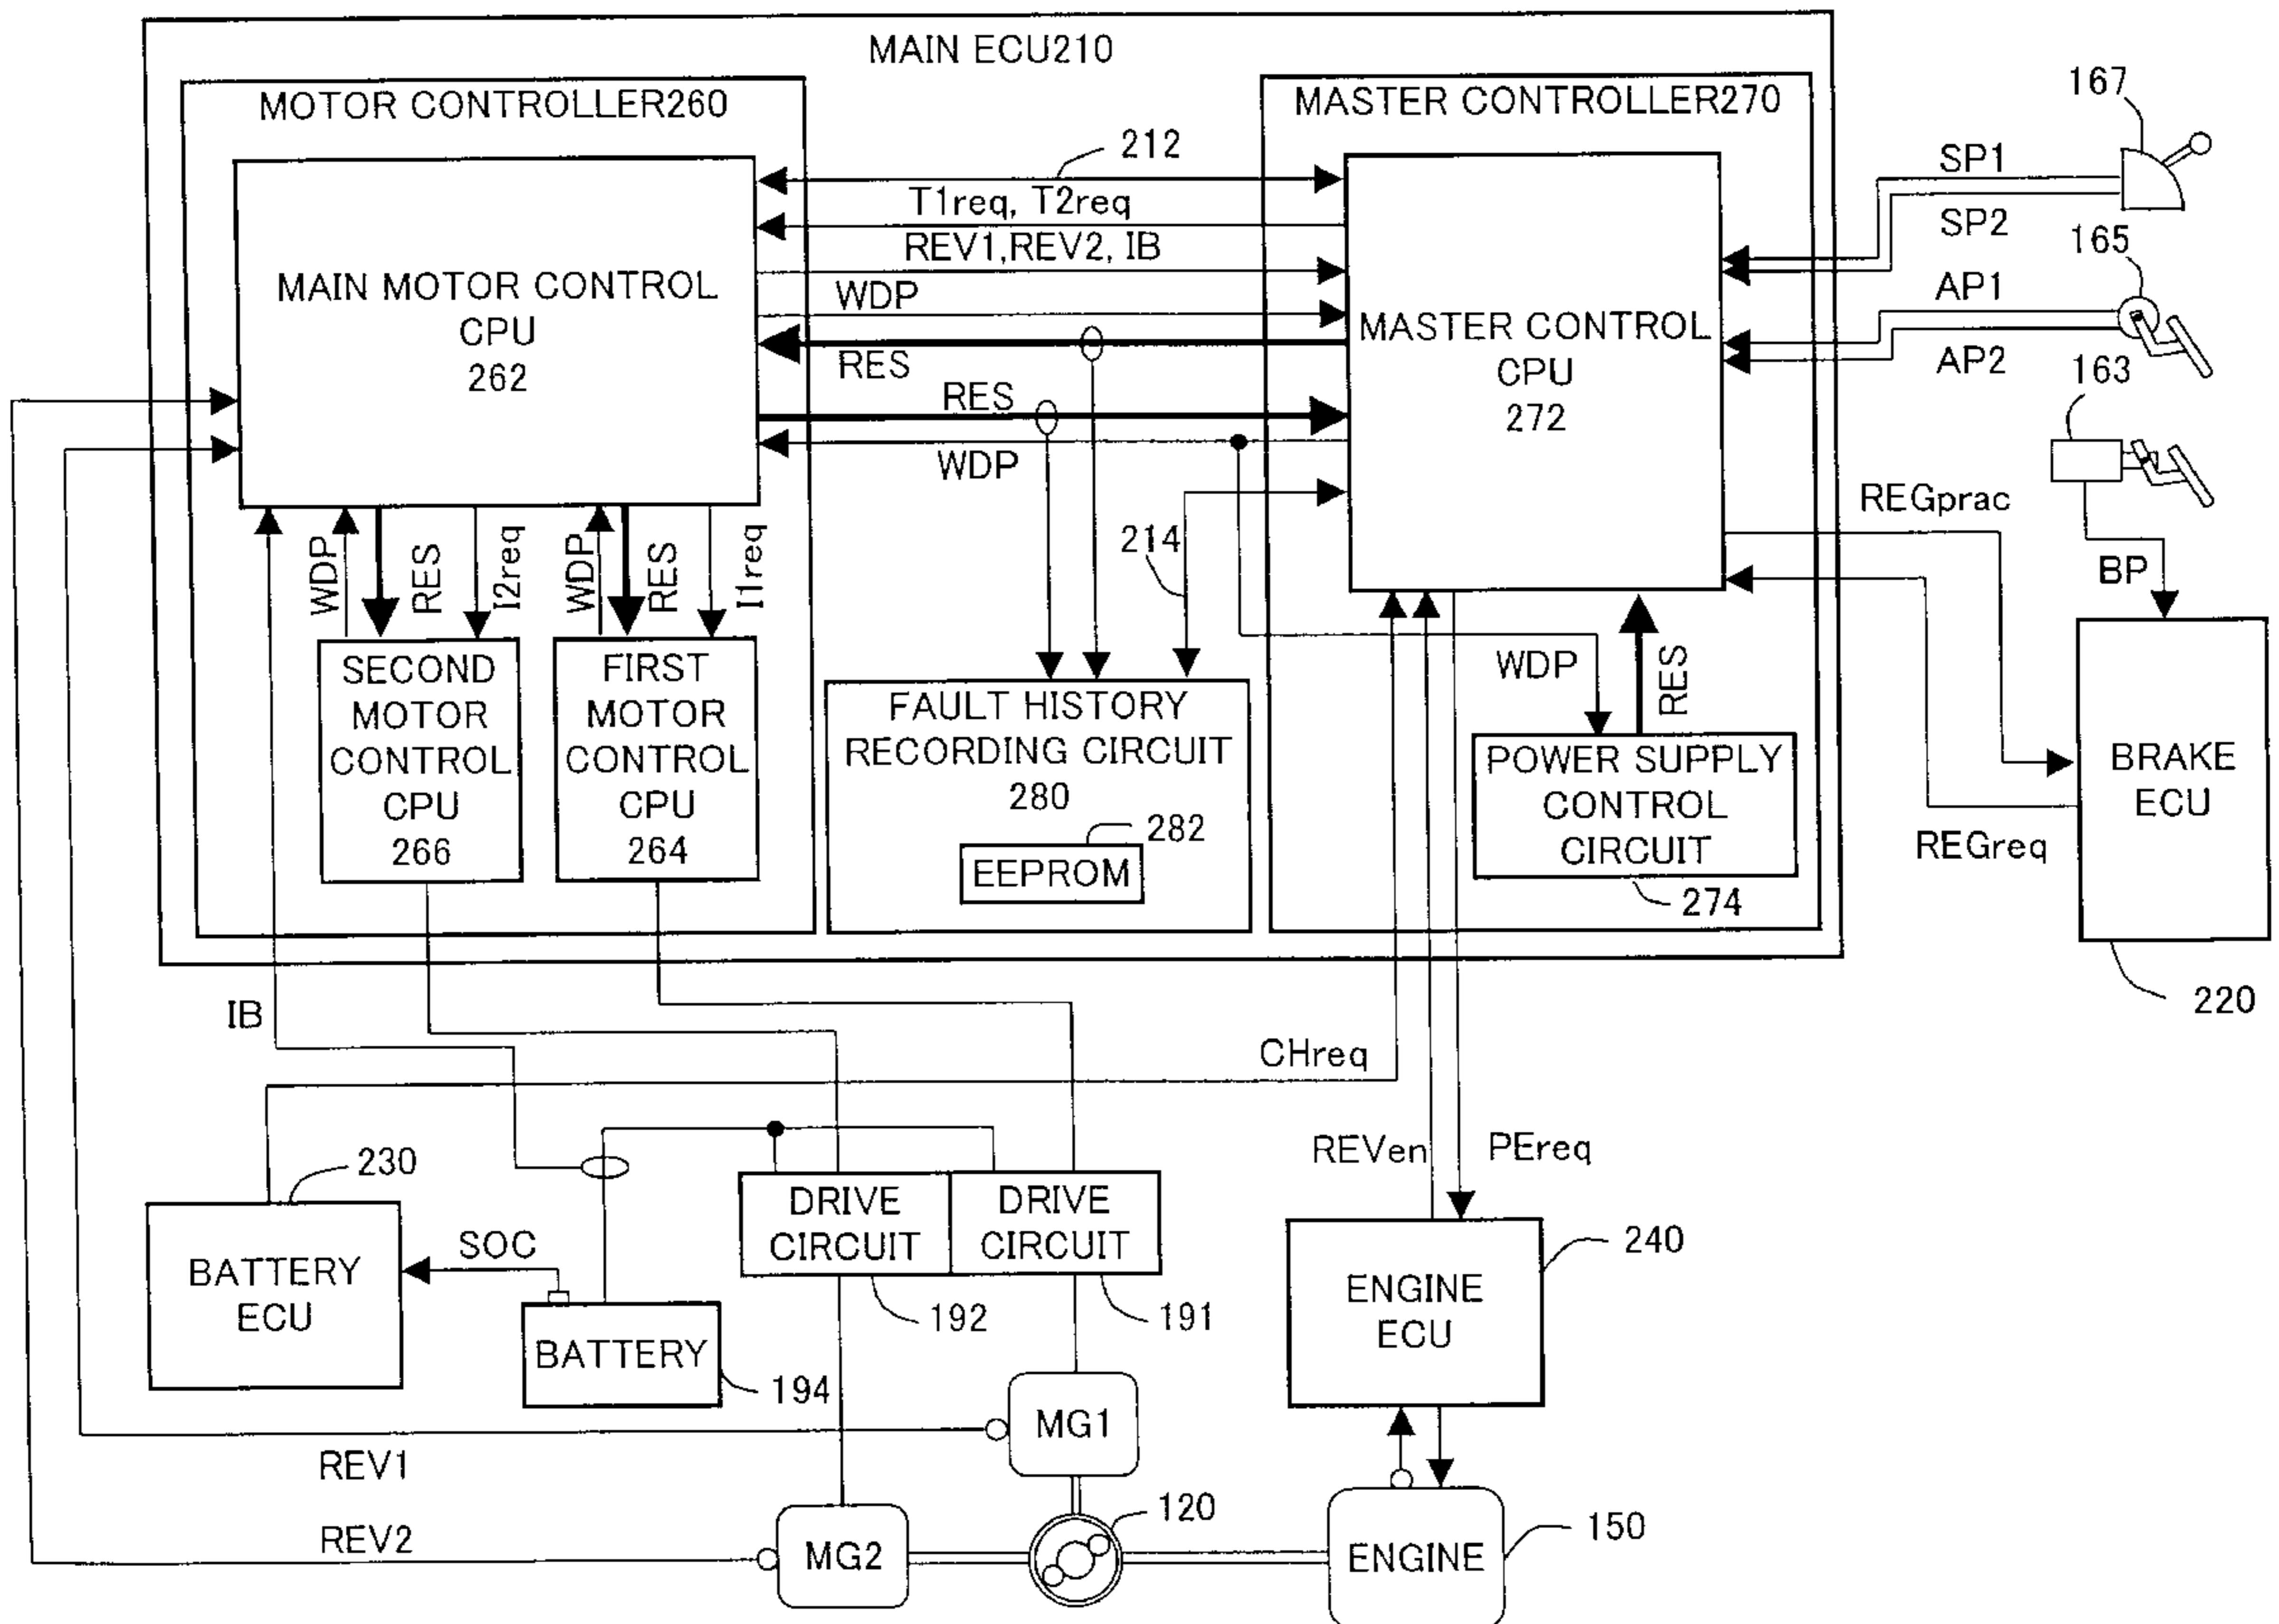 MAIN ECU210
MOTOR CONTROLLER260
MASTER CONTROLLER270
167
212
SP1
SP2
T1req, T2req
REV1,REV2, IB
165
AP1
AP2
MAIN MOTOR CONTROL
CPU
262
WDP
RES
RES
WDP
MASTER CONTROL
CPU
272
163
REGprac
BP
214
WDP
RES
I2req
WDP
RES
I1req
SECOND
MOTOR
CONTROL
CPU
266
FIRST
MOTOR
CONTROL
CPU
264
FAULT HISTORY
RECORDING CIRCUIT
280
282
EEPROM
WDP
RES
POWER SUPPLY
CONTROL
CIRCUIT
274
BRAKE
ECU
REGreq
220
IB
CHreq
REVen
PEreq
230
BATTERY
ECU
SOC
BATTERY
194
DRIVE
CIRCUIT
192
DRIVE
CIRCUIT
191
240
ENGINE
ECU
MG1
REV1
REV2
MG2
120
ENGINE
150